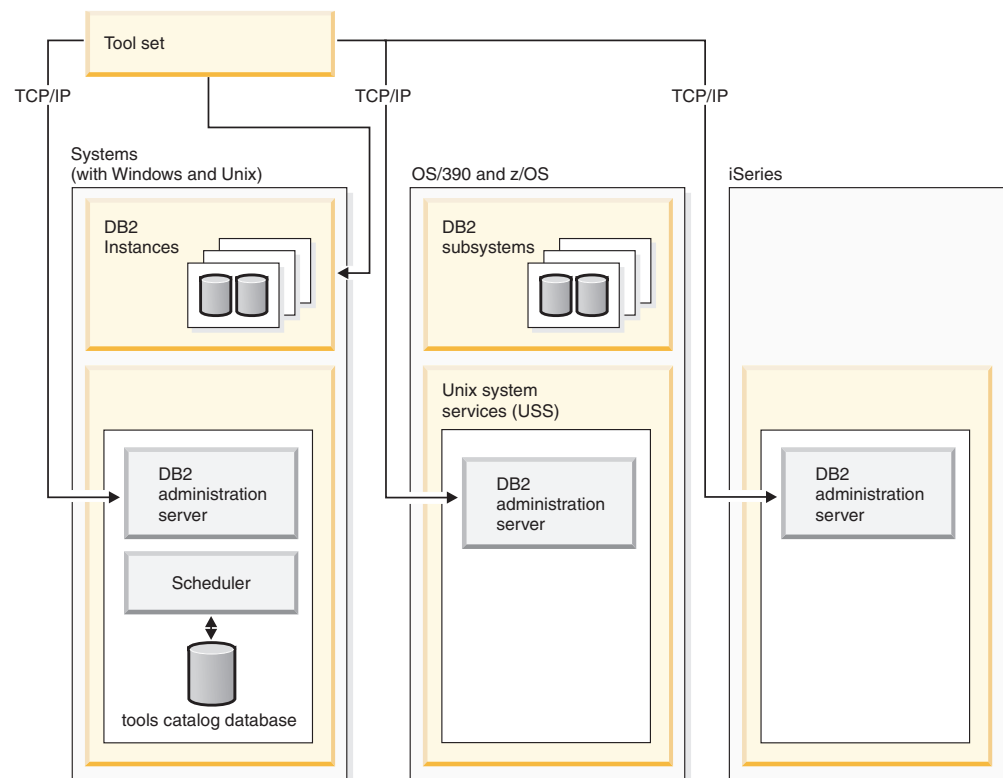 Tool set
TCP/IP
TCP/IP
TCP/IP
Systems
(with Windows and Unix)
DB2
Instances
DB2
administration
server
Scheduler
tools catalog database
OS/390 and z/OS
DB2
subsystems
Unix system
services (USS)
DB2
administration
server
iSeries
DB2
administration
server